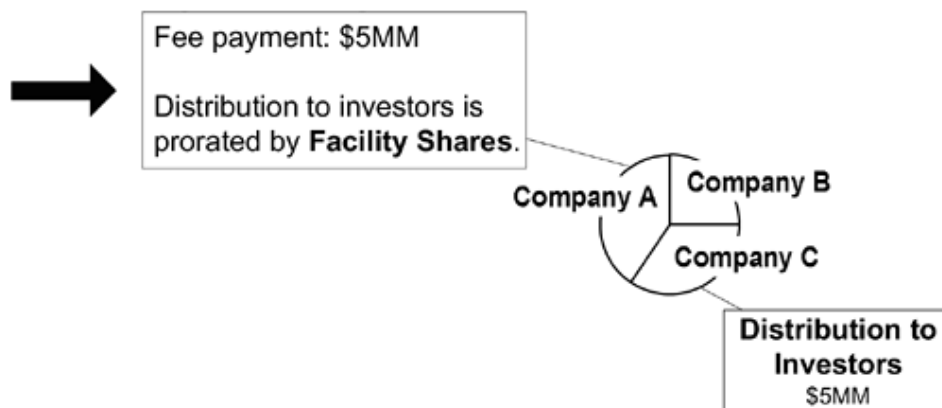 Fee payment: $5MM
Distribution to investors is
prorated by Facility Shares.
Company A
Company B
Company C
Distribution to
Investors
$5MM